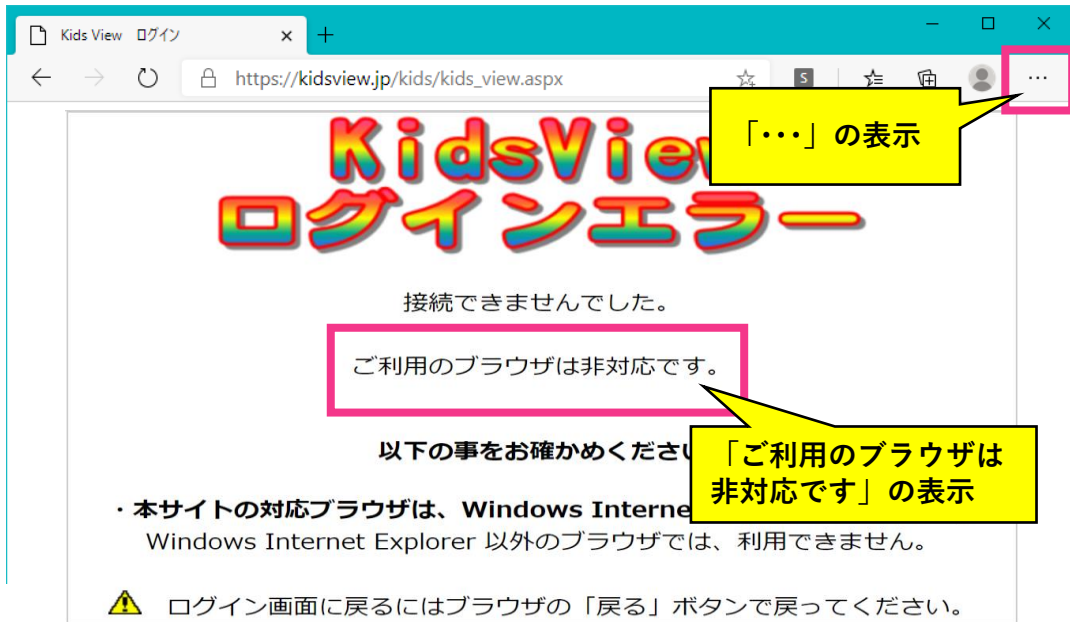 Kids View ログイン
https://kidsview.jp/kids/kids_view.aspx
S
…
「・・・」の表示
KidsView
ログインエラー
接続できませんでした。
ご利用のブラウザは非対応です。
以下の事をお確かめください
「ご利用のブラウザは
非対応です」の表示
・本サイトの対応ブラウザは、Windows Interne
Windows Internet Explorer 以外のブラウザでは、利用できません。
ログイン画面に戻るにはブラウザの「戻る」ボタンで戻ってください。